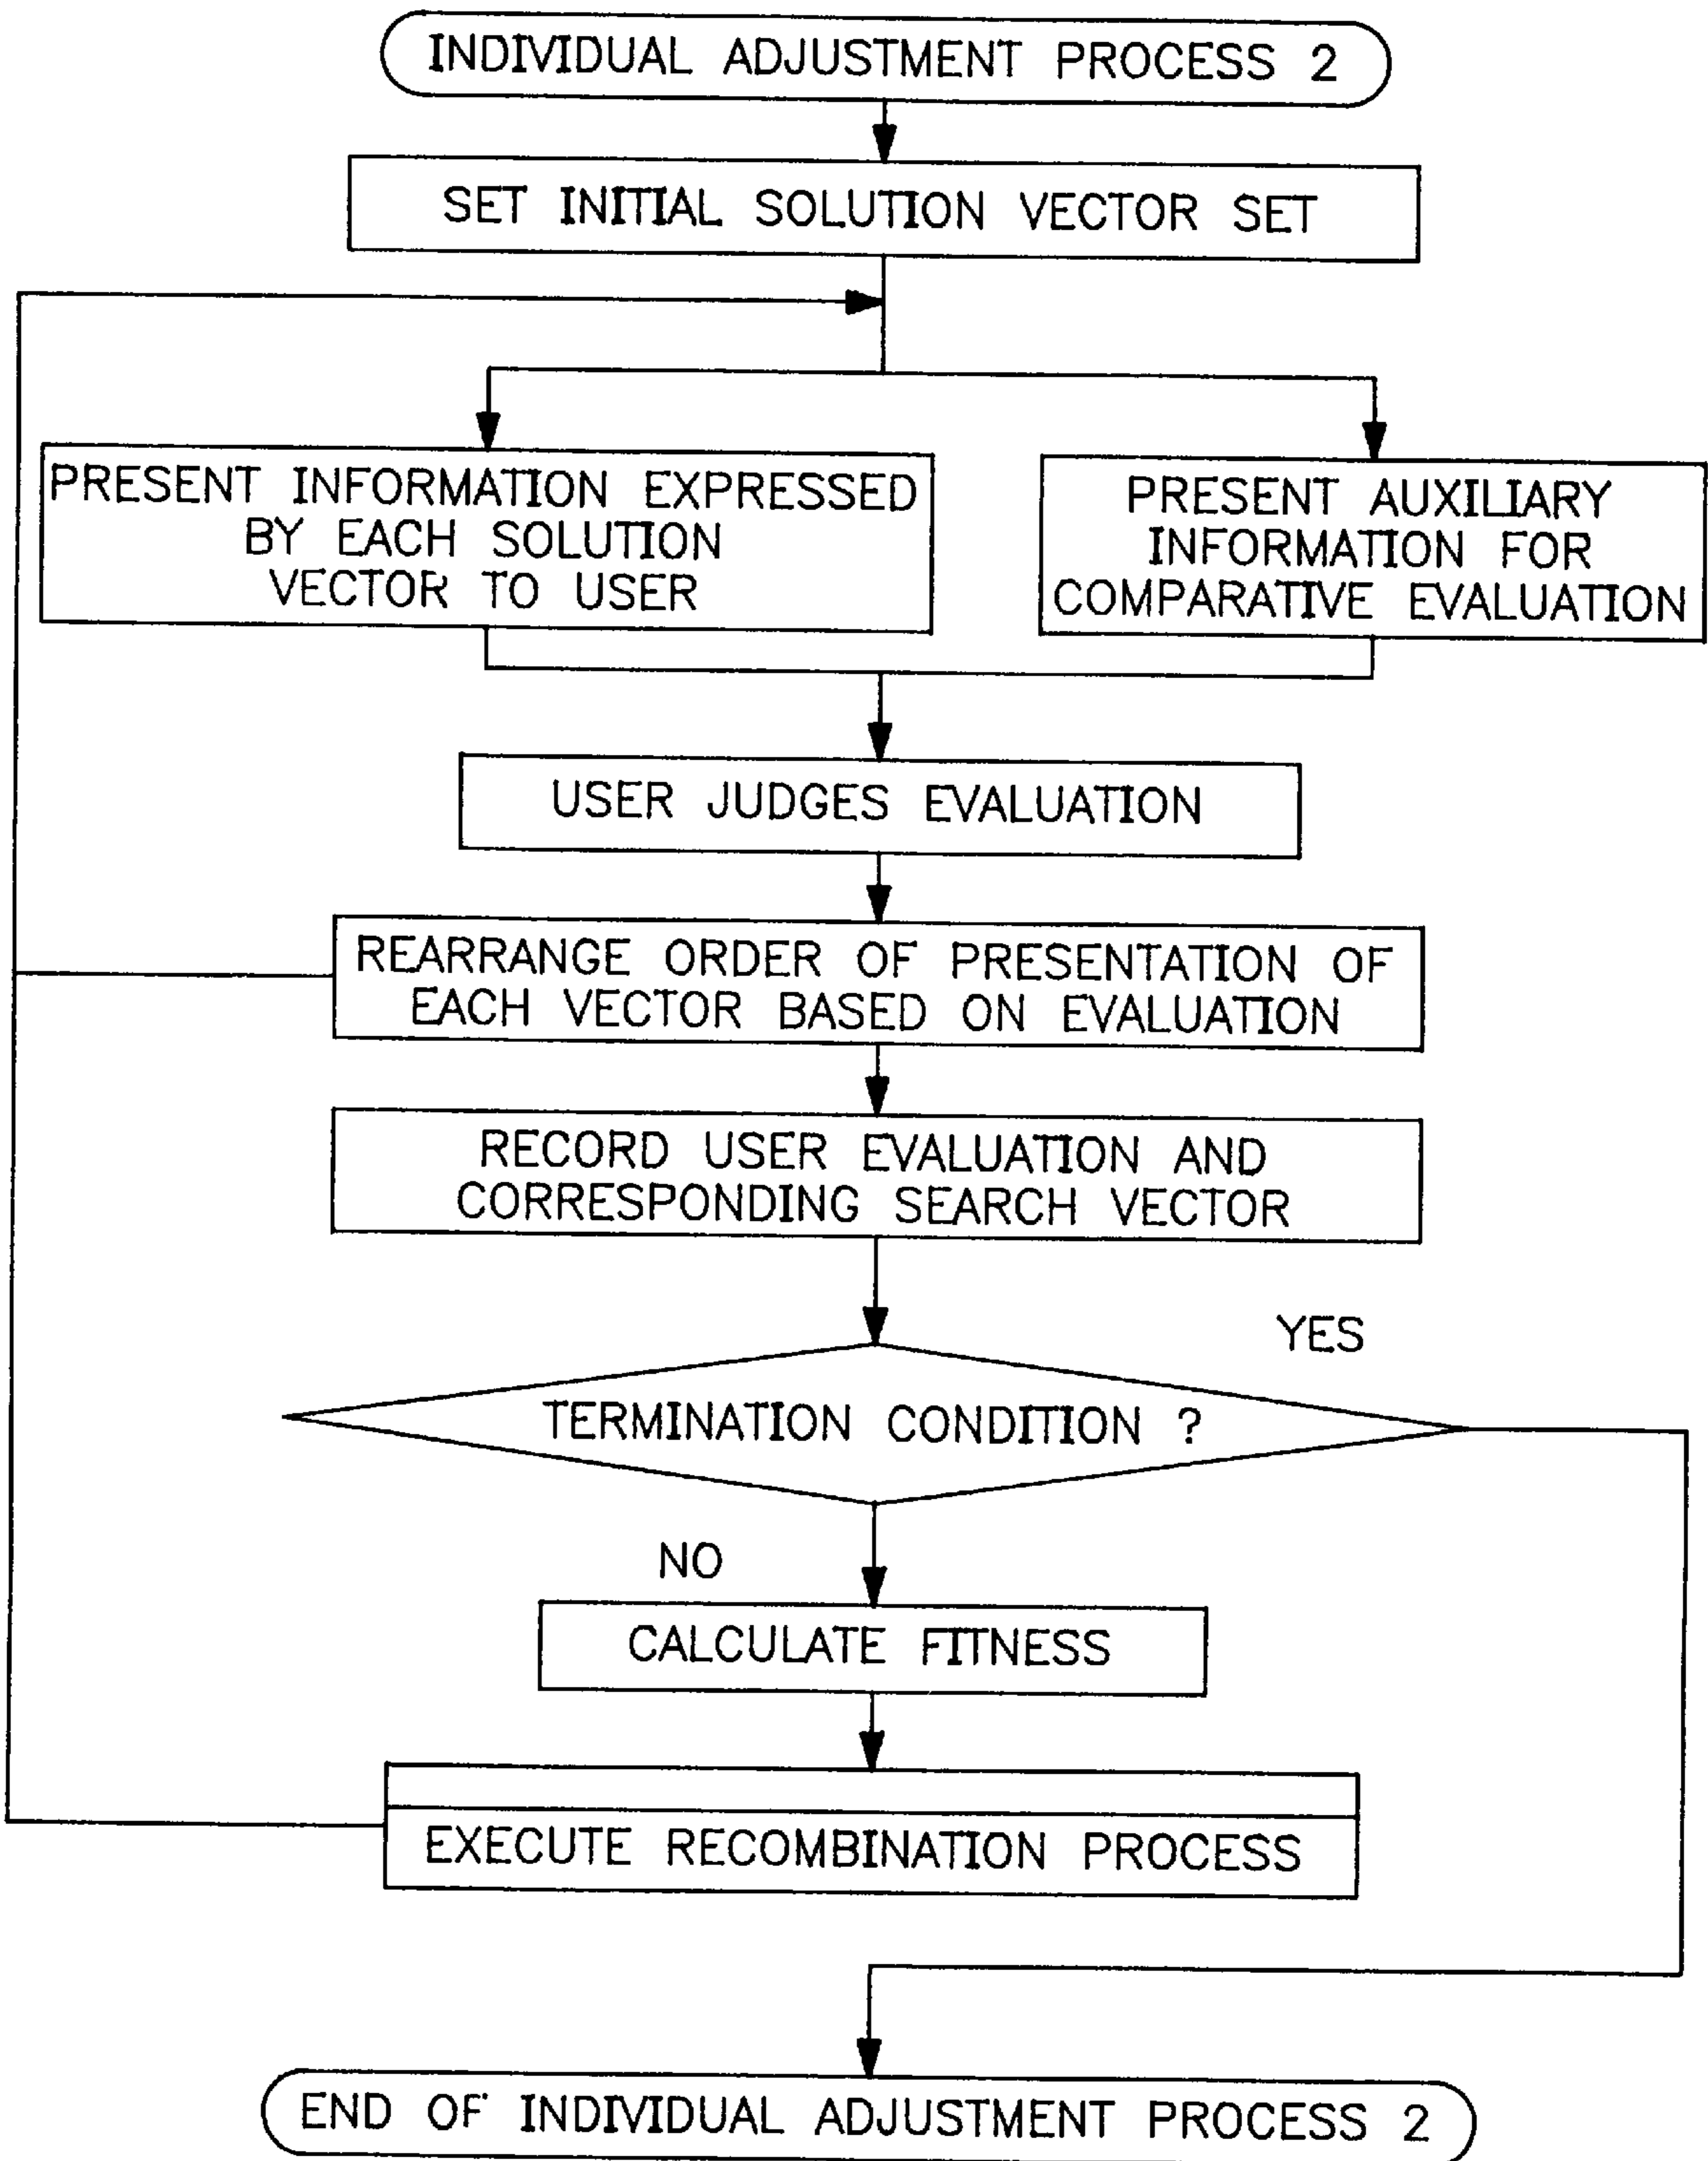 INDIVIDUAL ADJUSTMENT PROCESS 2
SET INITIAL SOLUTION VECTOR SET
PRESENT INFORMATION EXPRESSED
BY EACH SOLUTION
VECTOR TO USER
PRESENT AUXILIARY
INFORMATION FOR
COMPARATIVE EVALUATION
USER JUDGES EVALUATION
REARRANGE ORDER OF PRESENTATION OF
EACH VECTOR BASED ON EVALUATION
RECORD USER EVALUATION AND
CORRESPONDING SEARCH VECTOR
YES
TERMINATION CONDITION ?
NO
CALCULATE FITNESS
EXECUTE RECOMBINATION PROCESS
END OF INDIVIDUAL ADJUSTMENT PROCESS 2